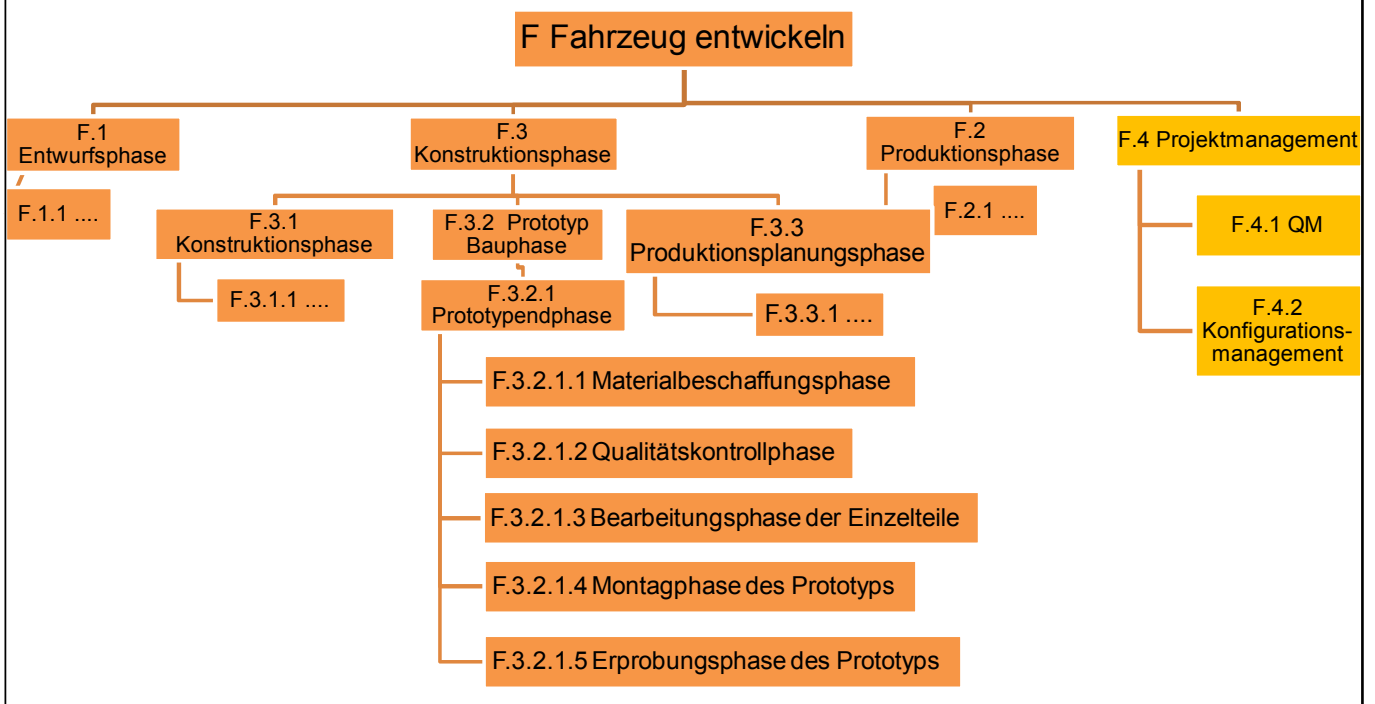 F Fahrzeug entwickeln
F.1
Entwurfsphase
F.3
Konstruktionsphase
F.2
Produktionsphase
F.4 Projektmanagement
F.1.1 ....
F.3.1
Konstruktionsphase
F.3.2 Prototyp
Bauphase
F.3.3
Produktionsplanungsphase
F.2.1 ....
F.4.1 QM
F.3.1.1 ....
F.3.2.1
Prototypendphase
F.3.3.1 ....
F.4.2
Konfigurations-
management
F.3.2.1.1 Materialbeschaffungsphase
F.3.2.1.2 Qualitätskontrollphase
F.3.2.1.3 Bearbeitungsphase der Einzelteile
F.3.2.1.4 Montagphase des Prototyps
F.3.2.1.5 Erprobungsphase des Prototyps